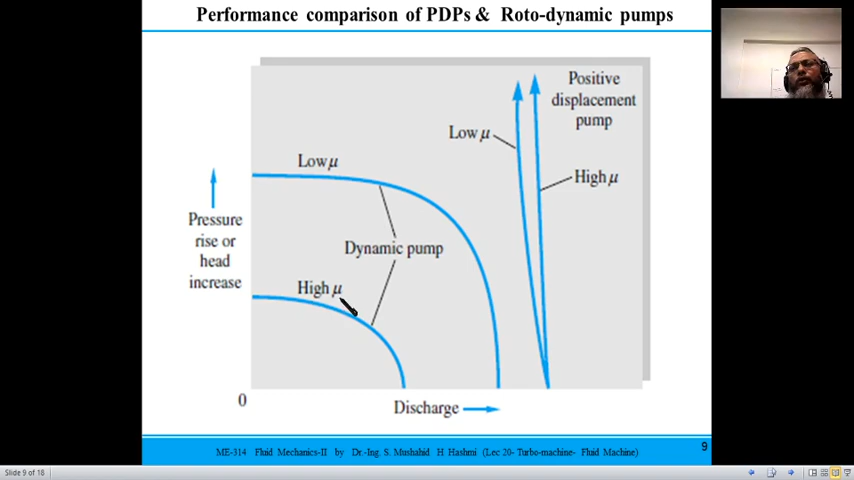 Performance comparison of PDPs & Roto-dynamic pumps
Positive
displacement
pump
Low μ
High μ
Low μ
Pressure
rise or
head
increase
Dynamic pump
High μ
0
Discharge
ME-314 Fluid Mechanics-II by Dr.-Ing. S. Mushahid H Hashmi (Lec 20- Turbo-machine- Fluid Machine)
9
Slide 9 of 18